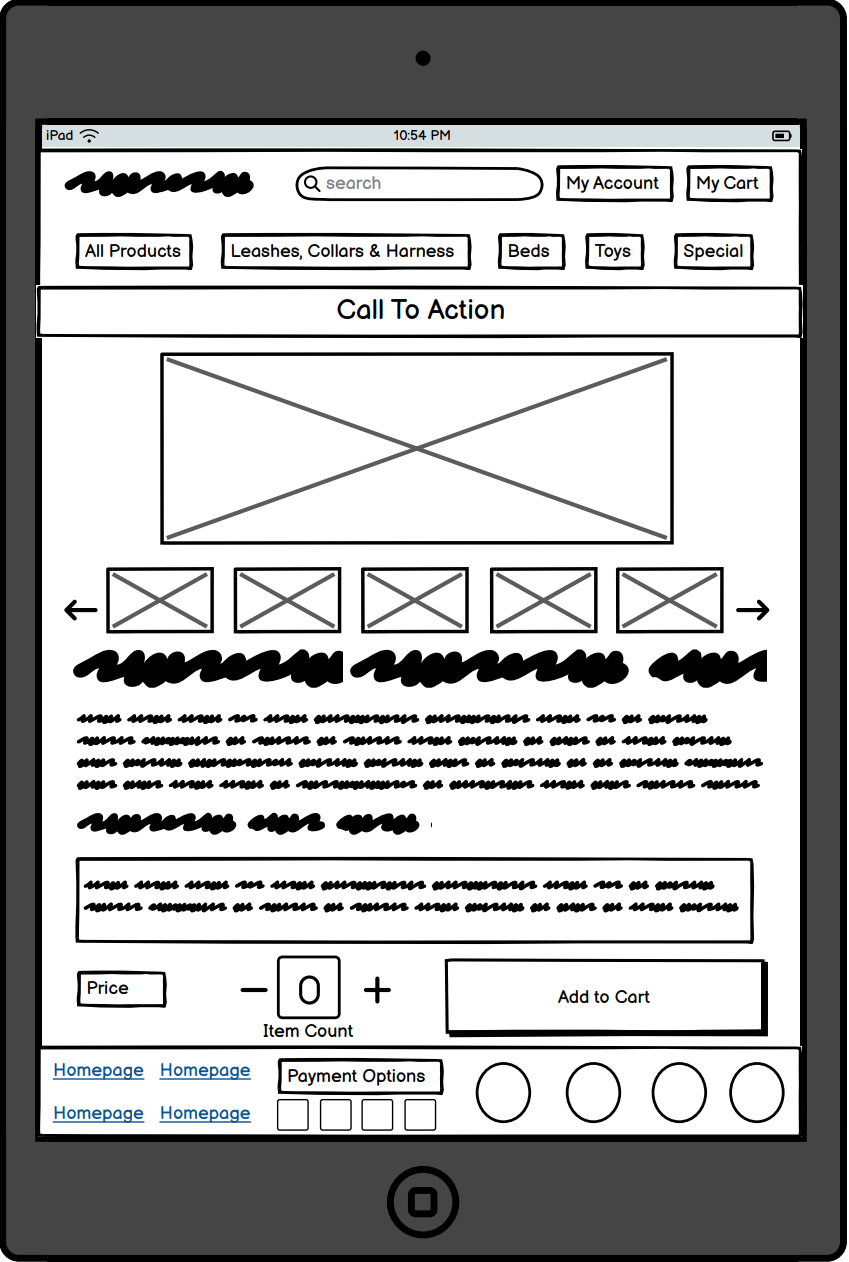 iPad 10:54 PM
search My Account My Cart
All Products Leashes, Collars & Harness Beds Toys Special
Call To Action
Price 0 Add to Cart
Item Count
Homepage Homepage Payment Options
Homepage Homepage